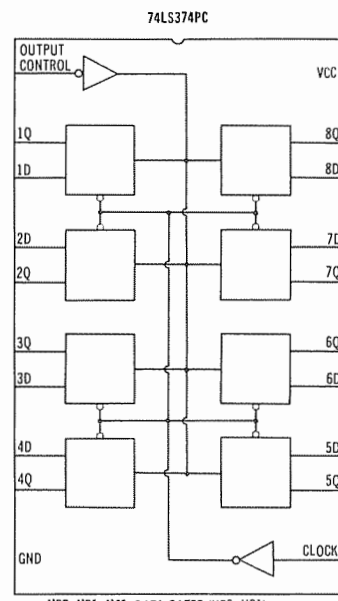 74LS374PC
OUTPUT
CONTROL
VCC
1Q
8Q
1D
8D
2D
7D
2Q
7Q
3Q
6Q
3D
6D
4D
5D
4Q
5Q
GND
CLOCK